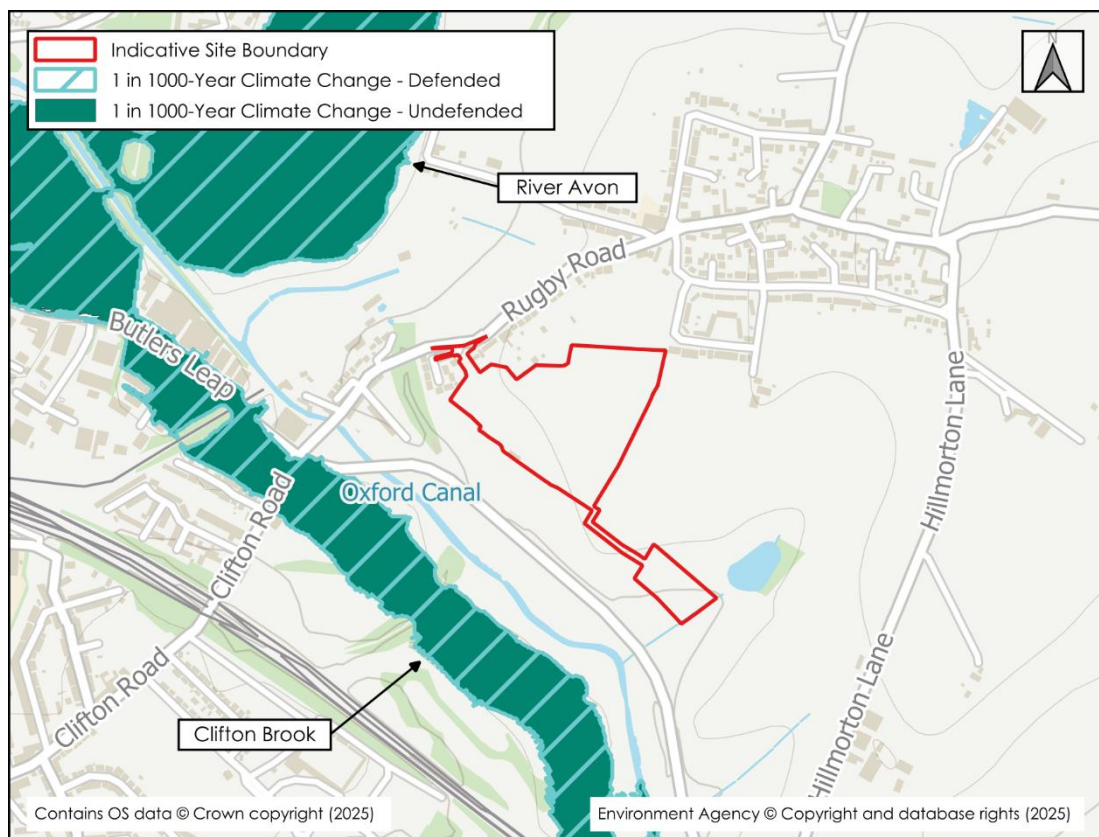 Indicative Site Boundary
1 in 1000-Year Climate Change - Defended
1 in 1000-Year Climate Change - Undefended
N
River Avon
Rugby Road
Butlers Leap
Oxford Canal
Hillmorton Lane
Clifton Road
Clifton Road
Hillmorton Lane
Clifton Brook
Contains OS data © Crown copyright (2025)
Environment Agency © Copyright and database rights (2025)